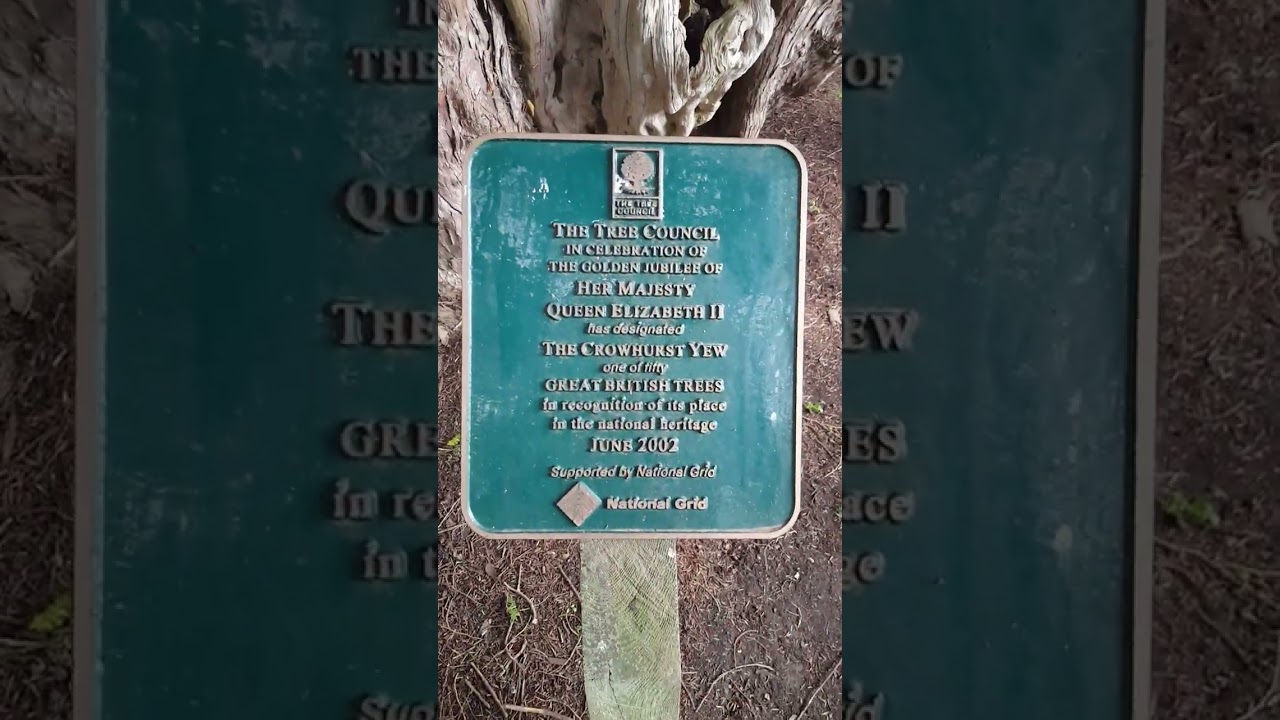 THE TREE
COUNCIL
THE TREE COUNCIL
IN CELEBRATION OF
THE GOLDEN JUBILEE OF
HER MAJESTY
QUEEN ELIZABETH II
has designated
THE CROWHURST YEW
one of fifty
GREAT BRITISH TREES
in recognition of its place
in the national heritage
JUNE 2002
Supported by National Grid
National Grid